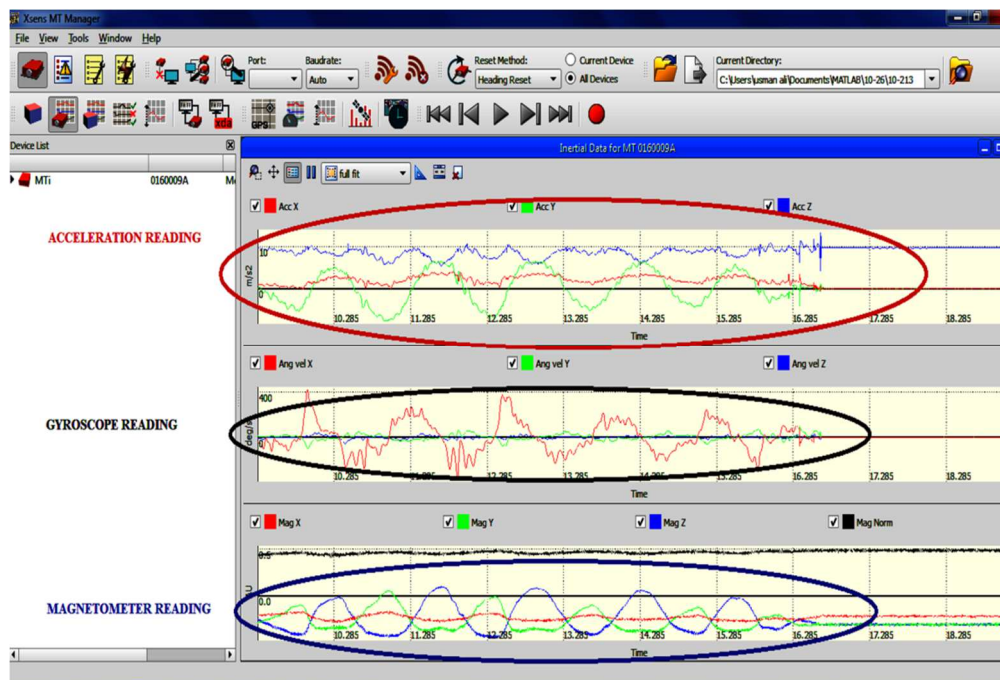 Xsens MT Manager
File View Tools Window Help
Port:
Baudrate:
Auto
Reset Method:
Heading Reset
Current Device
All Devices
Current Directory:
C:\Users\usman ali\Documents\MATLAB\10-26\10-213
GPS
xda
Device List
MTi 0160009A
Inertial Data for MT 0160009A
full fit
ACCELERATION READING
Acc X Acc Y Acc Z
m/s2
10
0
10.285 11.285 12.285 13.285 14.285 15.285 16.285 17.285 18.285
Time
GYROSCOPE READING
Ang vel X Ang vel Y Ang vel Z
deg/s
400
0
10.285 11.285 12.285 13.285 14.285 15.285 16.285 17.285 18.285
Time
MAGNETOMETER READING
Mag X Mag Y Mag Z Mag Norm
0.5
0.0
10.285 11.285 12.285 13.285 14.285 15.285 16.285 17.285 18.285
Time